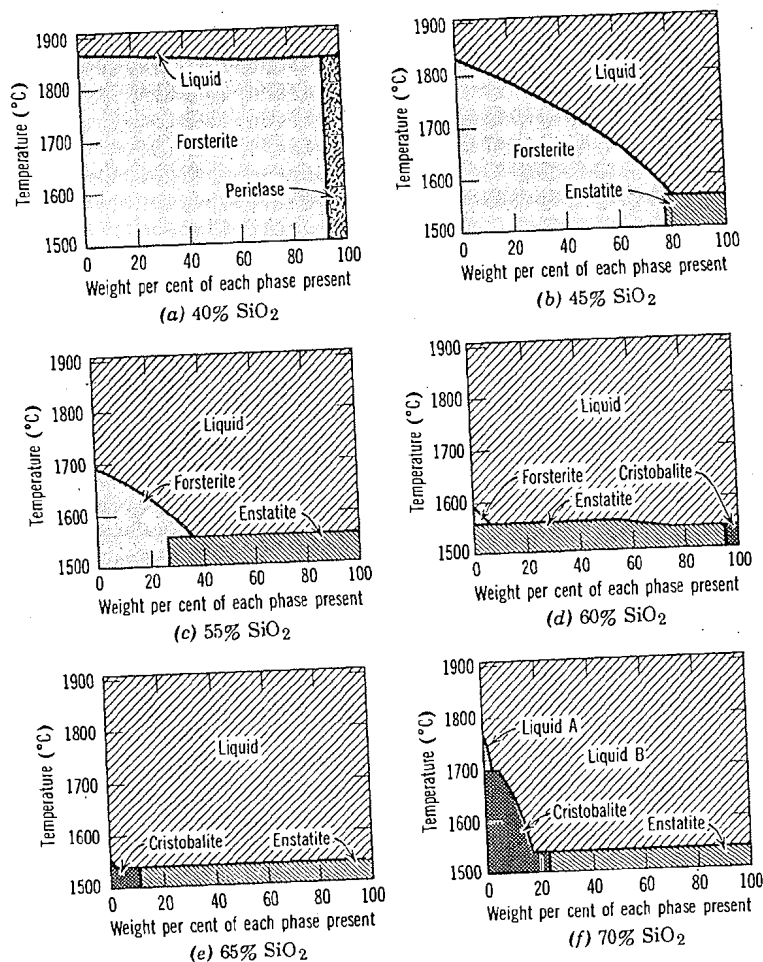 1900
1800
1700
1600
1500
Temperature (°C)
Liquid
Forsterite
Periclase
0 20 40 60 80 100
Weight per cent of each phase present
(a) 40% SiO₂
1900
1800
1700
1600
1500
Temperature (°C)
Liquid
Forsterite
Enstatite
0 20 40 60 80 100
Weight per cent of each phase present
(b) 45% SiO₂
1900
1800
1700
1600
1500
Temperature (°C)
Liquid
Forsterite
Enstatite
0 20 40 60 80 100
Weight per cent of each phase present
(c) 55% SiO₂
1900
1800
1700
1600
1500
Temperature (°C)
Liquid
Forsterite
Cristobalite
Enstatite
0 20 40 60 80 100
Weight per cent of each phase present
(d) 60% SiO₂
1900
1800
1700
1600
1500
Temperature (°C)
Liquid
Cristobalite
Enstatite
0 20 40 60 80 100
Weight per cent of each phase present
(e) 65% SiO₂
1900
1800
1700
1600
1500
Temperature (°C)
Liquid A
Liquid B
Cristobalite
Enstatite
0 20 40 60 80 100
Weight per cent of each phase present
(f) 70% SiO₂